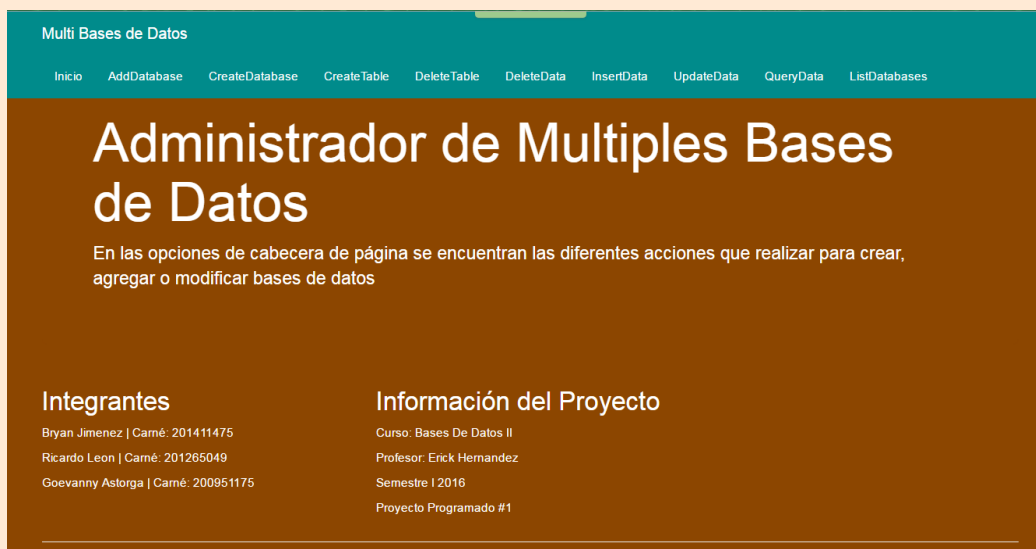 Multi Bases de Datos
Inicio AddDatabase CreateDatabase CreateTable DeleteTable DeleteData InsertData UpdateData QueryData ListDatabases
Administrador de Multiples Bases
de Datos
En las opciones de cabecera de página se encuentran las diferentes acciones que realizar para crear,
agregar o modificar bases de datos
Integrantes
Bryan Jimenez | Carné: 201411475
Ricardo Leon | Carné: 201265049
Goevanny Astorga | Carné: 200951175
Información del Proyecto
Curso: Bases De Datos II
Profesor: Erick Hernandez
Semestre I 2016
Proyecto Programado #1